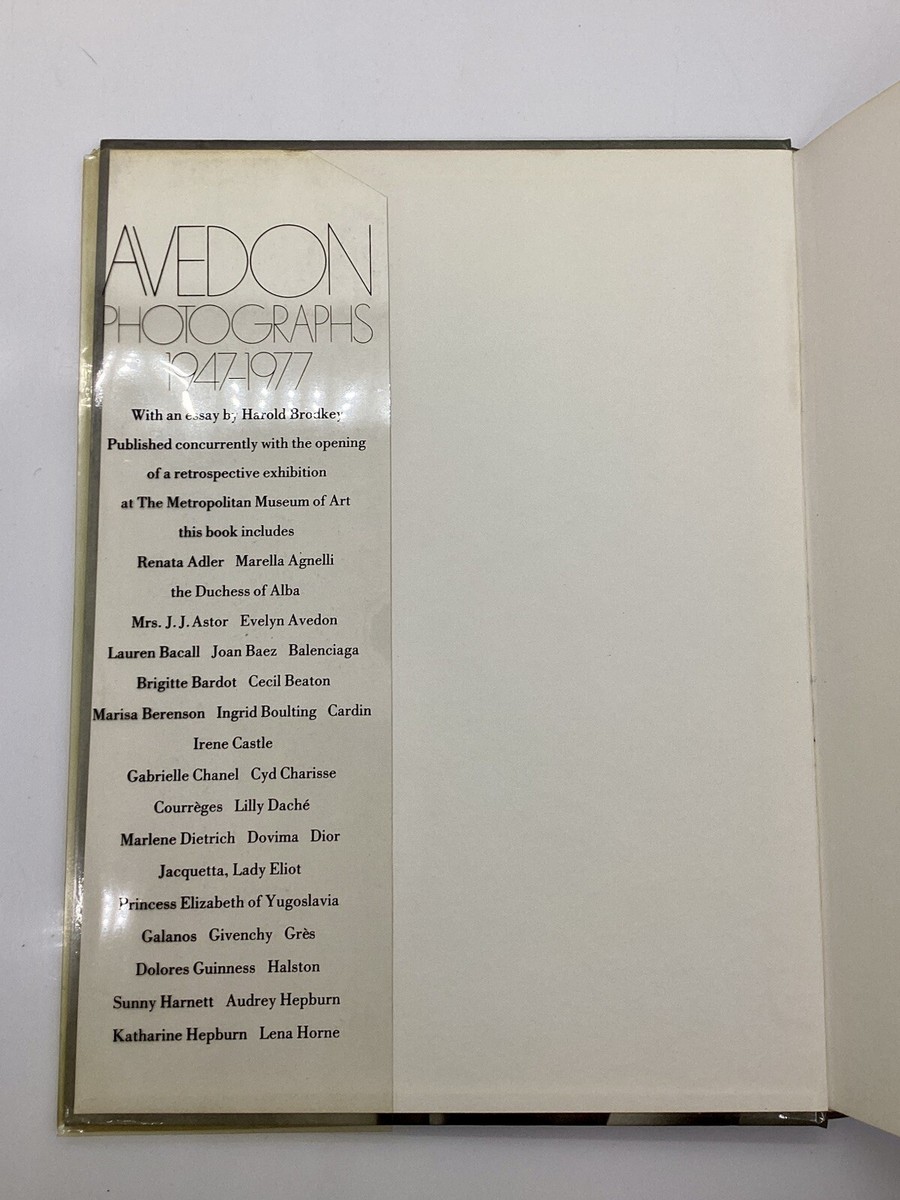 AVEDON
PHOTOGRAPHS
1947-1977
With an essay by Harold Brodkey
Published concurrently with the opening
of a retrospective exhibition
at The Metropolitan Museum of Art
this book includes
Renata Adler Marella Agnelli
the Duchess of Alba
Mrs. J. J. Astor Evelyn Avedon
Lauren Bacall Joan Baez Balenciaga
Brigitte Bardot Cecil Beaton
Marisa Berenson Ingrid Boulting Cardin
Irene Castle
Gabrielle Chanel Cyd Charisse
Courrèges Lilly Daché
Marlene Dietrich Dovima Dior
Jacquetta, Lady Eliot
Princess Elizabeth of Yugoslavia
Galanos Givenchy Grès
Dolores Guinness Halston
Sunny Harnett Audrey Hepburn
Katharine Hepburn Lena Horne